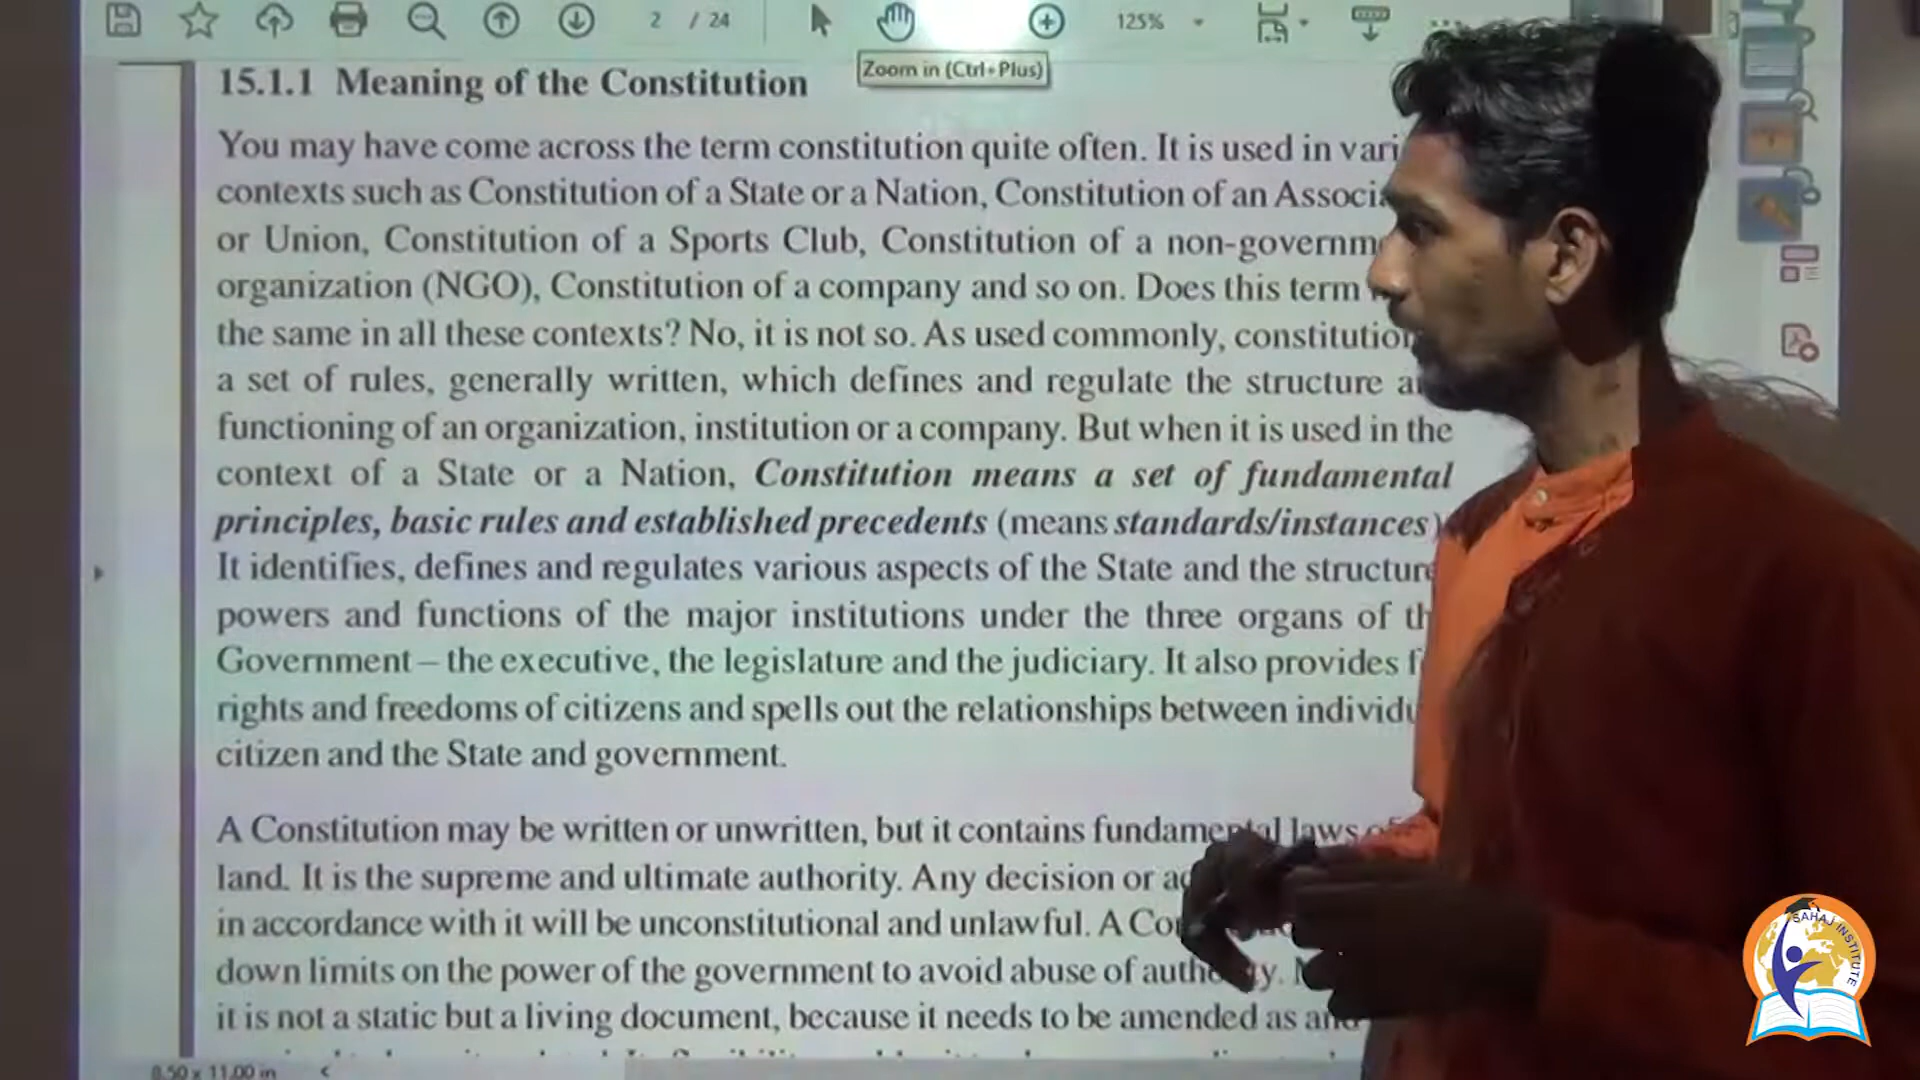 2 / 24
125%
Zoom in (Ctrl+Plus)
15.1.1 Meaning of the Constitution
You may have come across the term constitution quite often. It is used in
contexts such as Constitution of a State or a Nation, Constitution of an
or Union, Constitution of a Sports Club, Constitution of a
organization (NGO), Constitution of a company and so on. Does this term
the same in all these contexts? No, it is not so. As used commonly, constitution
a set of rules, generally written, which defines and regulate the structure
functioning of an organization, institution or a company. But when it is used in the
context of a State or a Nation, Constitution means a set of fundamental
principles, basic rules and established precedents (means standards/instances)
It identifies, defines and regulates various aspects of the State and the structure
powers and functions of the major institutions under the three organs of
Government – the executive, the legislature and the judiciary. It also provides
rights and freedoms of citizens and spells out the relationships between
citizen and the State and government.
A Constitution may be written or unwritten, but it contains fundamental laws
land. It is the supreme and ultimate authority. Any decision or
in accordance with it will be unconstitutional and unlawful. A
down limits on the power of the government to avoid abuse of authority.
it is not a static but a living document, because it needs to be amended as and
8.50 x 11.00 in
SAHAJ INSTITUTE